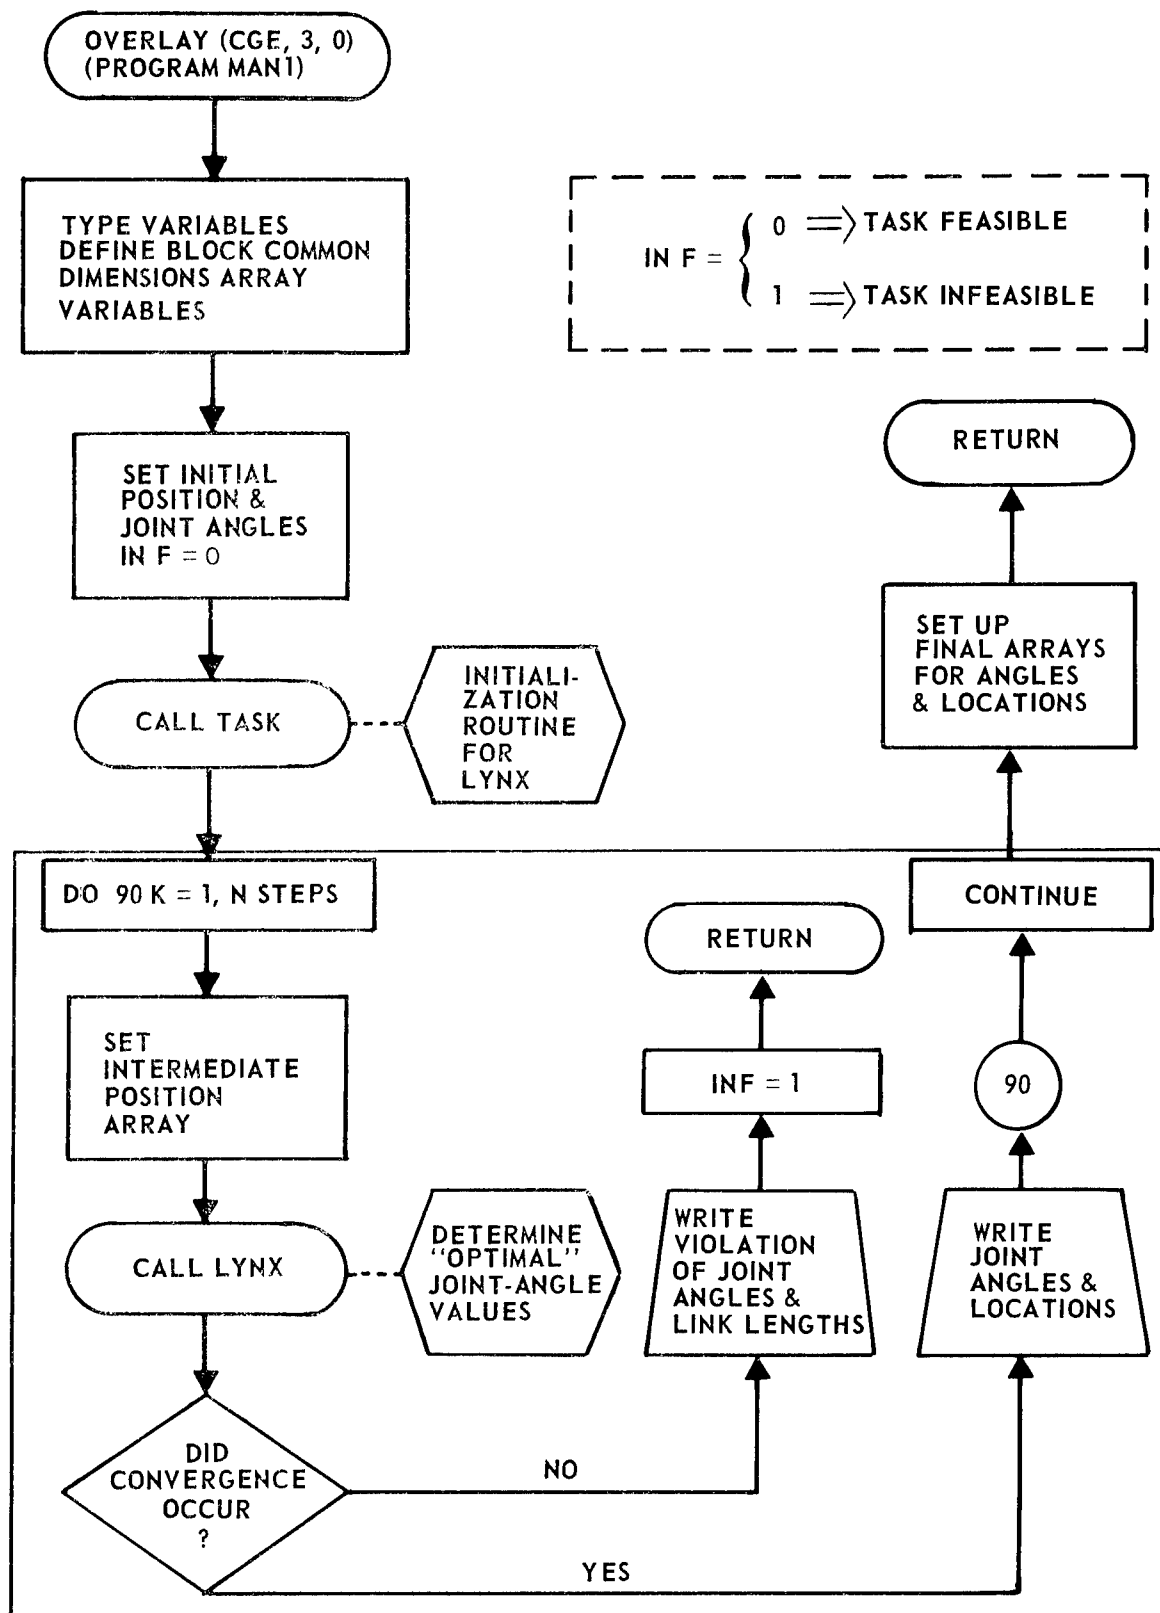 OVERLAY (CGE, 3, 0)
(PROGRAM MAN1)
TYPE VARIABLES
DEFINE BLOCK COMMON
DIMENSIONS ARRAY
VARIABLES
IN F = { 0 ⟹ TASK FEASIBLE
1 ⟹ TASK INFEASIBLE
SET INITIAL
POSITION &
JOINT ANGLES
IN F = 0
CALL TASK
INITIALI-
ZATION
ROUTINE
FOR
LYNX
DO 90 K = 1, N STEPS
SET
INTERMEDIATE
POSITION
ARRAY
CALL LYNX
DETERMINE
"OPTIMAL"
JOINT-ANGLE
VALUES
DID
CONVERGENCE
OCCUR
?
NO
YES
WRITE
VIOLATION
OF JOINT
ANGLES &
LINK LENGTHS
INF = 1
RETURN
WRITE
JOINT
ANGLES &
LOCATIONS
90
CONTINUE
SET UP
FINAL ARRAYS
FOR ANGLES
& LOCATIONS
RETURN